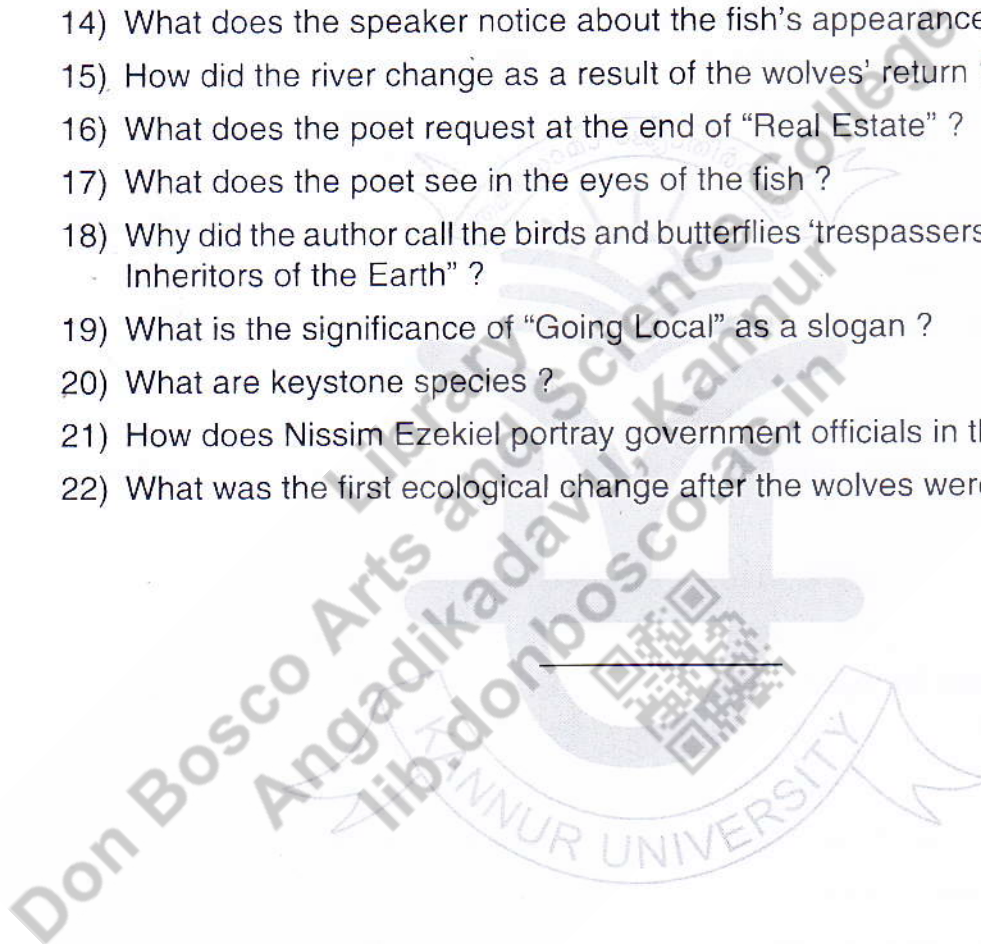 14) What does the speaker notice about the fish's appearance
15) How did the river change as a result of the wolves' return
16) What does the poet request at the end of “Real Estate” ?
17) What does the poet see in the eyes of the fish ?
18) Why did the author call the birds and butterflies ‘trespassers
Inheritors of the Earth” ?
19) What is the significance of “Going Local” as a slogan ?
20) What are keystone species ?
21) How does Nissim Ezekiel portray government officials in
22) What was the first ecological change after the wolves were
Don Bosco Arts and Science College
Library
Angadikadavu, Kannur
lib.donbosco.ac.in
KANNUR UNIVERSITY